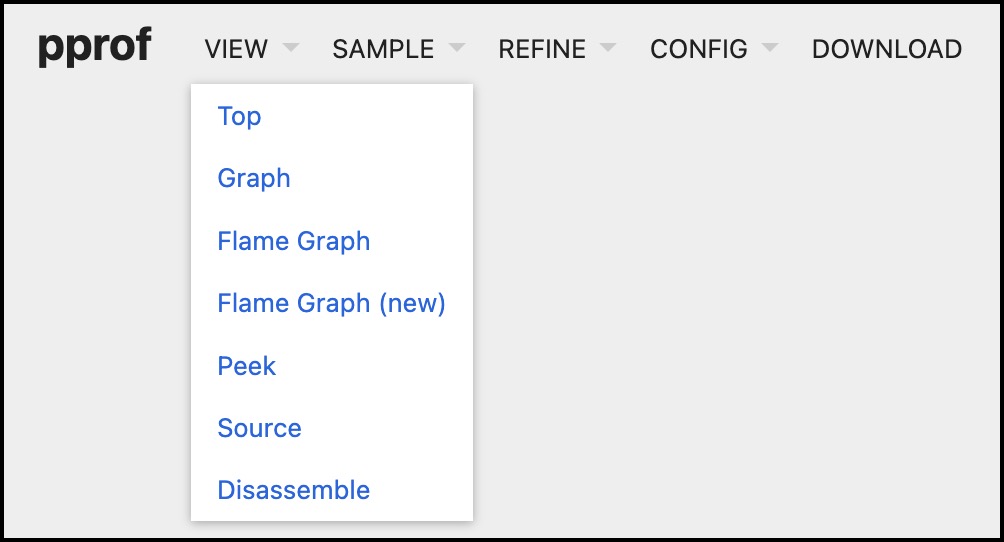 pprof VIEW SAMPLE REFINE CONFIG DOWNLOAD
Top
Graph
Flame Graph
Flame Graph (new)
Peek
Source
Disassemble